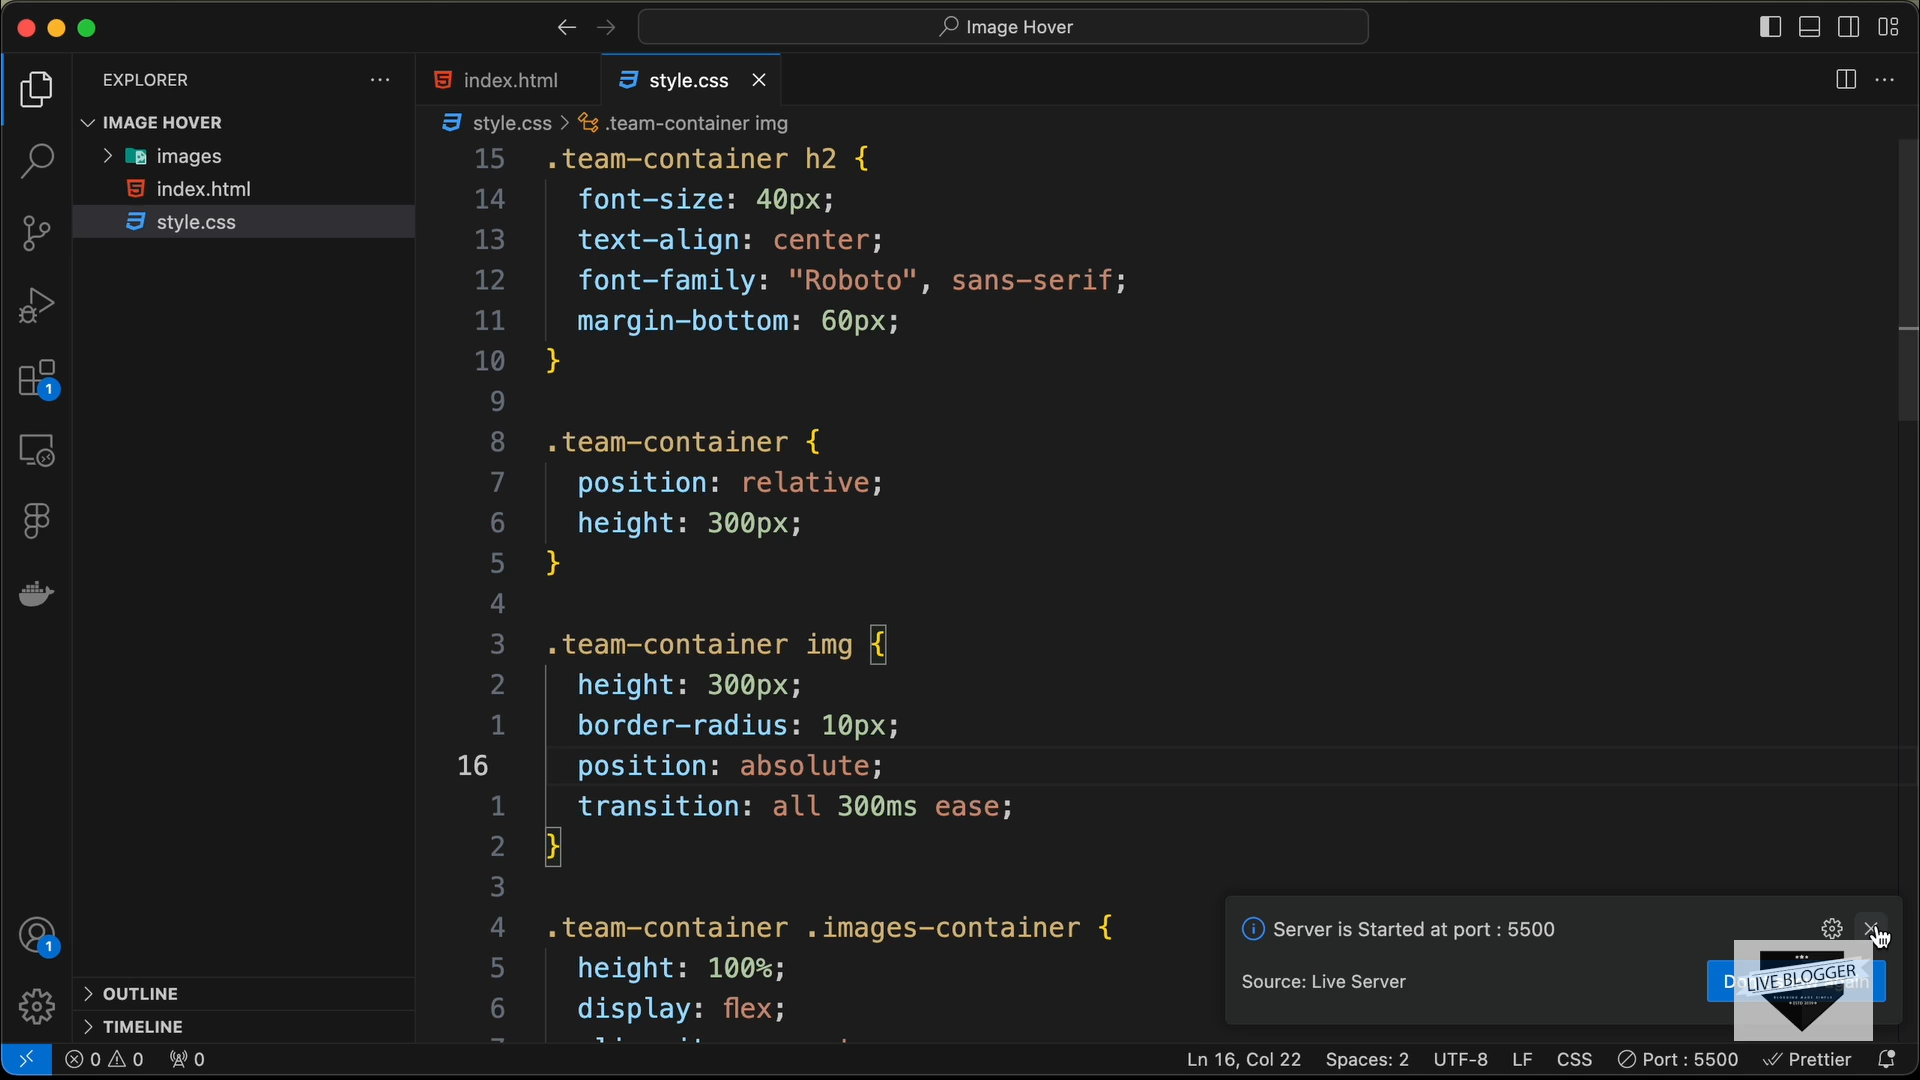 Image Hover
EXPLORER
IMAGE HOVER
images
index.html
style.css
OUTLINE
TIMELINE
index.html
style.css
style.css > .team-container img
15 .team-container h2 {
14 font-size: 40px;
13 text-align: center;
12 font-family: "Roboto", sans-serif;
11 margin-bottom: 60px;
10 }
9
8 .team-container {
7 position: relative;
6 height: 300px;
5 }
4
3 .team-container img {
2 height: 300px;
1 border-radius: 10px;
16 position: absolute;
1 transition: all 300ms ease;
2 }
3
4 .team-container .images-container {
5 height: 100%;
6 display: flex;
Server is Started at port : 5500
Source: Live Server
LIVE BLOGGER
1
1
0 0 0
Ln 16, Col 22 Spaces: 2 UTF-8 LF CSS Port : 5500 Prettier